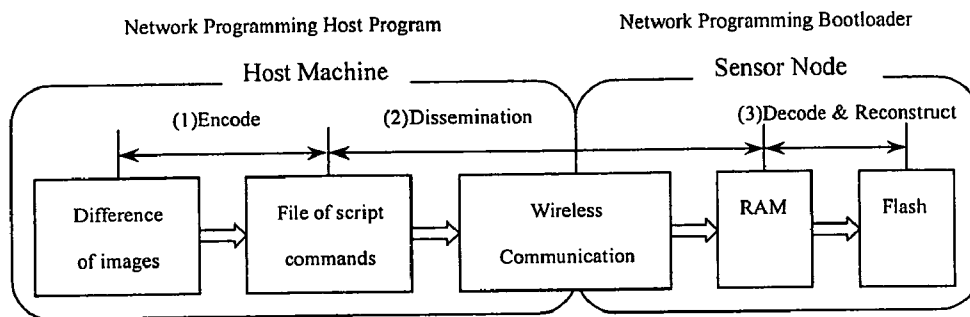 Network Programming Host Program
Network Programming Bootloader
Host Machine
Sensor Node
(1)Encode
(2)Dissemination
(3)Decode & Reconstruct
Difference
of images
File of script
commands
Wireless
Communication
RAM
Flash